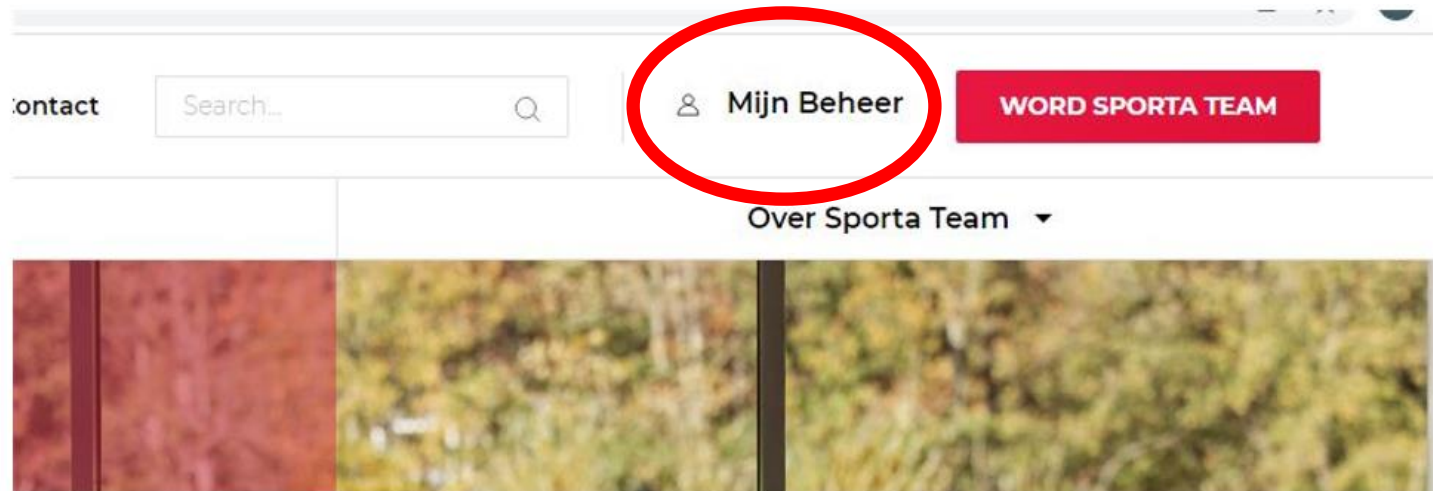 ontact
Search...
Mijn Beheer
WORD SPORTA TEAM
Over Sporta Team